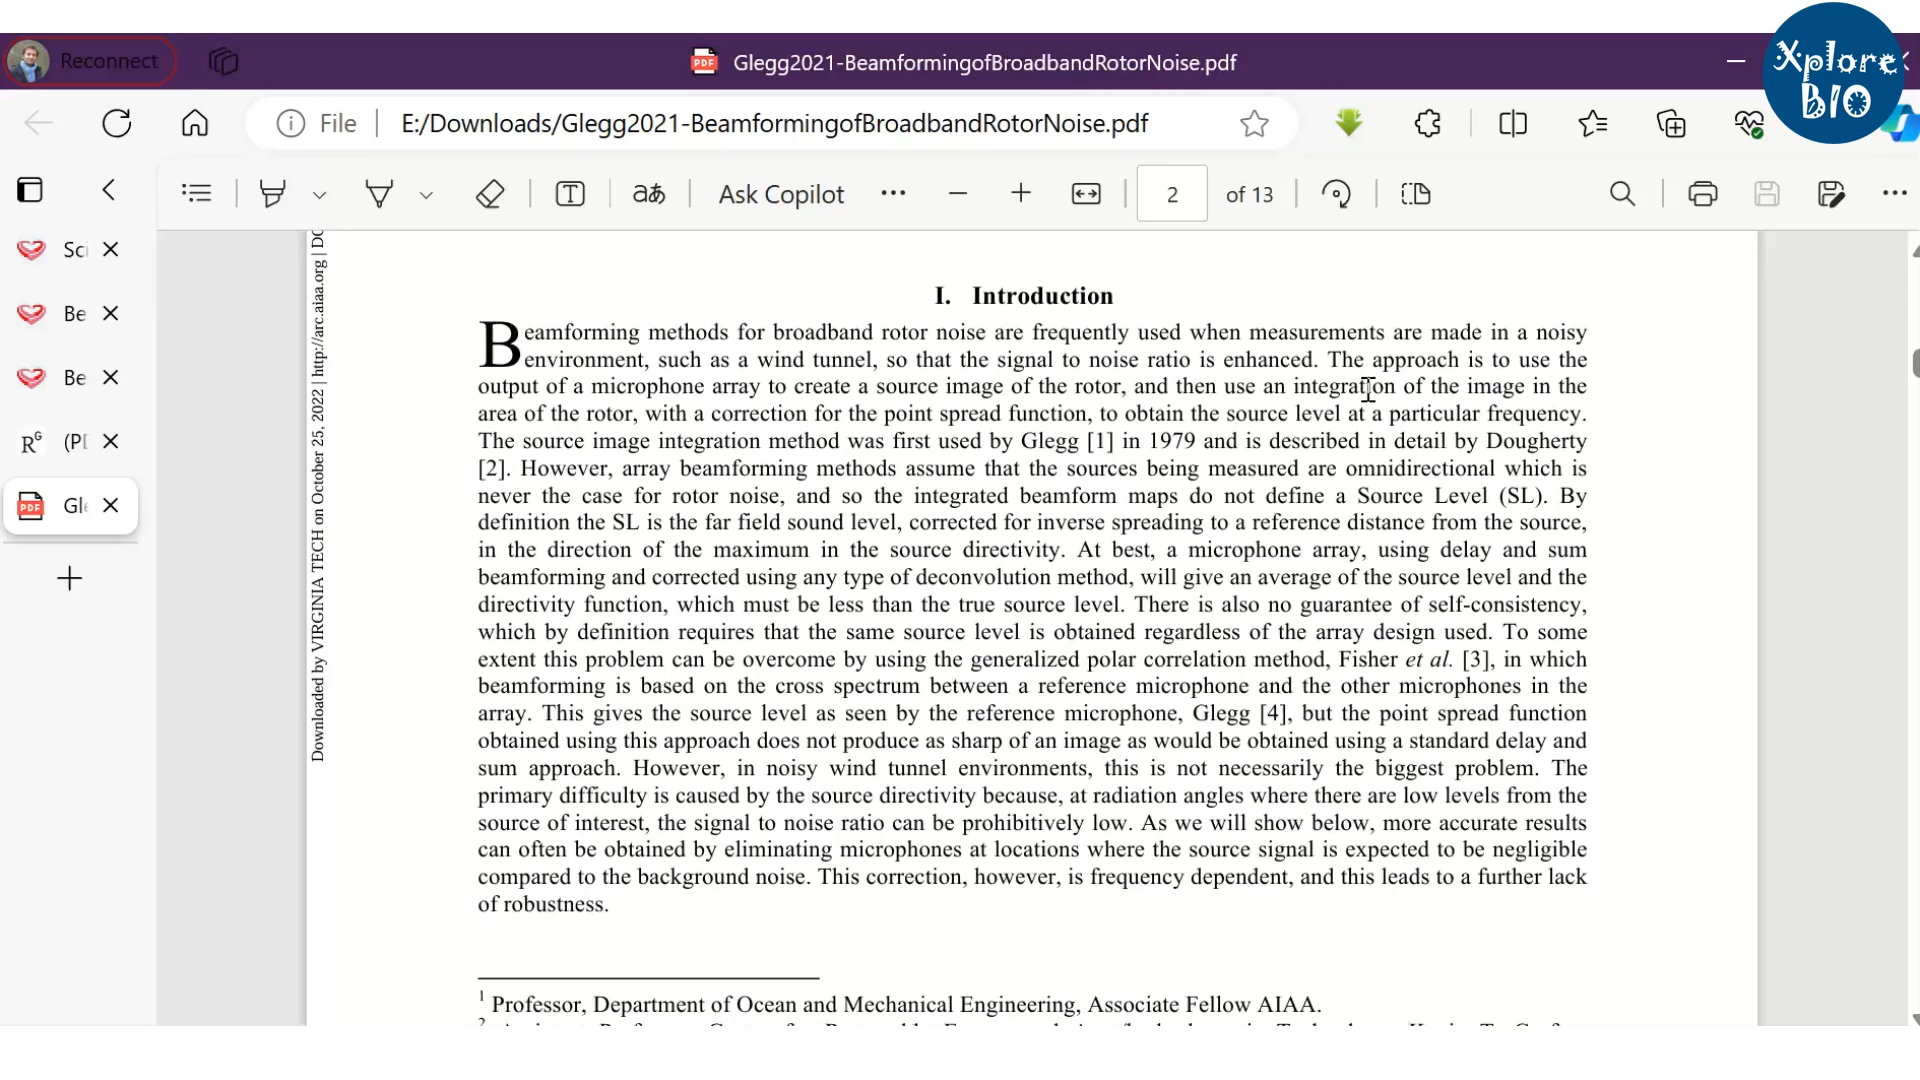 Reconnect
Glegg2021-BeamformingofBroadbandRotorNoise.pdf
Xplore
BIO
File
E:/Downloads/Glegg2021-BeamformingofBroadbandRotorNoise.pdf
Ask Copilot
2
of 13
Sci
Be
Be
(PD
Gle
Downloaded by VIRGINIA TECH on October 25, 2022 | http://arc.aiaa.org |
I. Introduction
Beamforming methods for broadband rotor noise are frequently used when measurements are made in a noisy
environment, such as a wind tunnel, so that the signal to noise ratio is enhanced. The approach is to use the
output of a microphone array to create a source image of the rotor, and then use an integration of the image in the
area of the rotor, with a correction for the point spread function, to obtain the source level at a particular frequency.
The source image integration method was first used by Glegg [1] in 1979 and is described in detail by Dougherty
[2]. However, array beamforming methods assume that the sources being measured are omnidirectional which is
never the case for rotor noise, and so the integrated beamform maps do not define a Source Level (SL). By
definition the SL is the far field sound level, corrected for inverse spreading to a reference distance from the source,
in the direction of the maximum in the source directivity. At best, a microphone array, using delay and sum
beamforming and corrected using any type of deconvolution method, will give an average of the source level and the
directivity function, which must be less than the true source level. There is also no guarantee of self-consistency,
which by definition requires that the same source level is obtained regardless of the array design used. To some
extent this problem can be overcome by using the generalized polar correlation method, Fisher et al. [3], in which
beamforming is based on the cross spectrum between a reference microphone and the other microphones in the
array. This gives the source level as seen by the reference microphone, Glegg [4], but the point spread function
obtained using this approach does not produce as sharp of an image as would be obtained using a standard delay and
sum approach. However, in noisy wind tunnel environments, this is not necessarily the biggest problem. The
primary difficulty is caused by the source directivity because, at radiation angles where there are low levels from the
source of interest, the signal to noise ratio can be prohibitively low. As we will show below, more accurate results
can often be obtained by eliminating microphones at locations where the source signal is expected to be negligible
compared to the background noise. This correction, however, is frequency dependent, and this leads to a further lack
of robustness.
1 Professor, Department of Ocean and Mechanical Engineering, Associate Fellow AIAA.